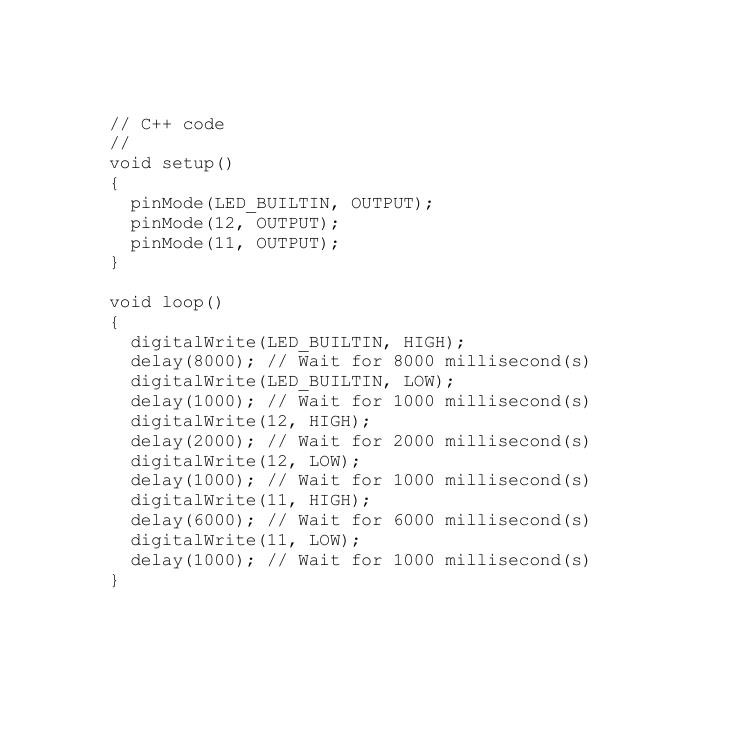 // C++ code
//
void setup()
{
  pinMode(LED_BUILTIN, OUTPUT);
  pinMode(12, OUTPUT);
  pinMode(11, OUTPUT);
}

void loop()
{
  digitalWrite(LED_BUILTIN, HIGH);
  delay(8000); // Wait for 8000 millisecond(s)
  digitalWrite(LED_BUILTIN, LOW);
  delay(1000); // Wait for 1000 millisecond(s)
  digitalWrite(12, HIGH);
  delay(2000); // Wait for 2000 millisecond(s)
  digitalWrite(12, LOW);
  delay(1000); // Wait for 1000 millisecond(s)
  digitalWrite(11, HIGH);
  delay(6000); // Wait for 6000 millisecond(s)
  digitalWrite(11, LOW);
  delay(1000); // Wait for 1000 millisecond(s)
}